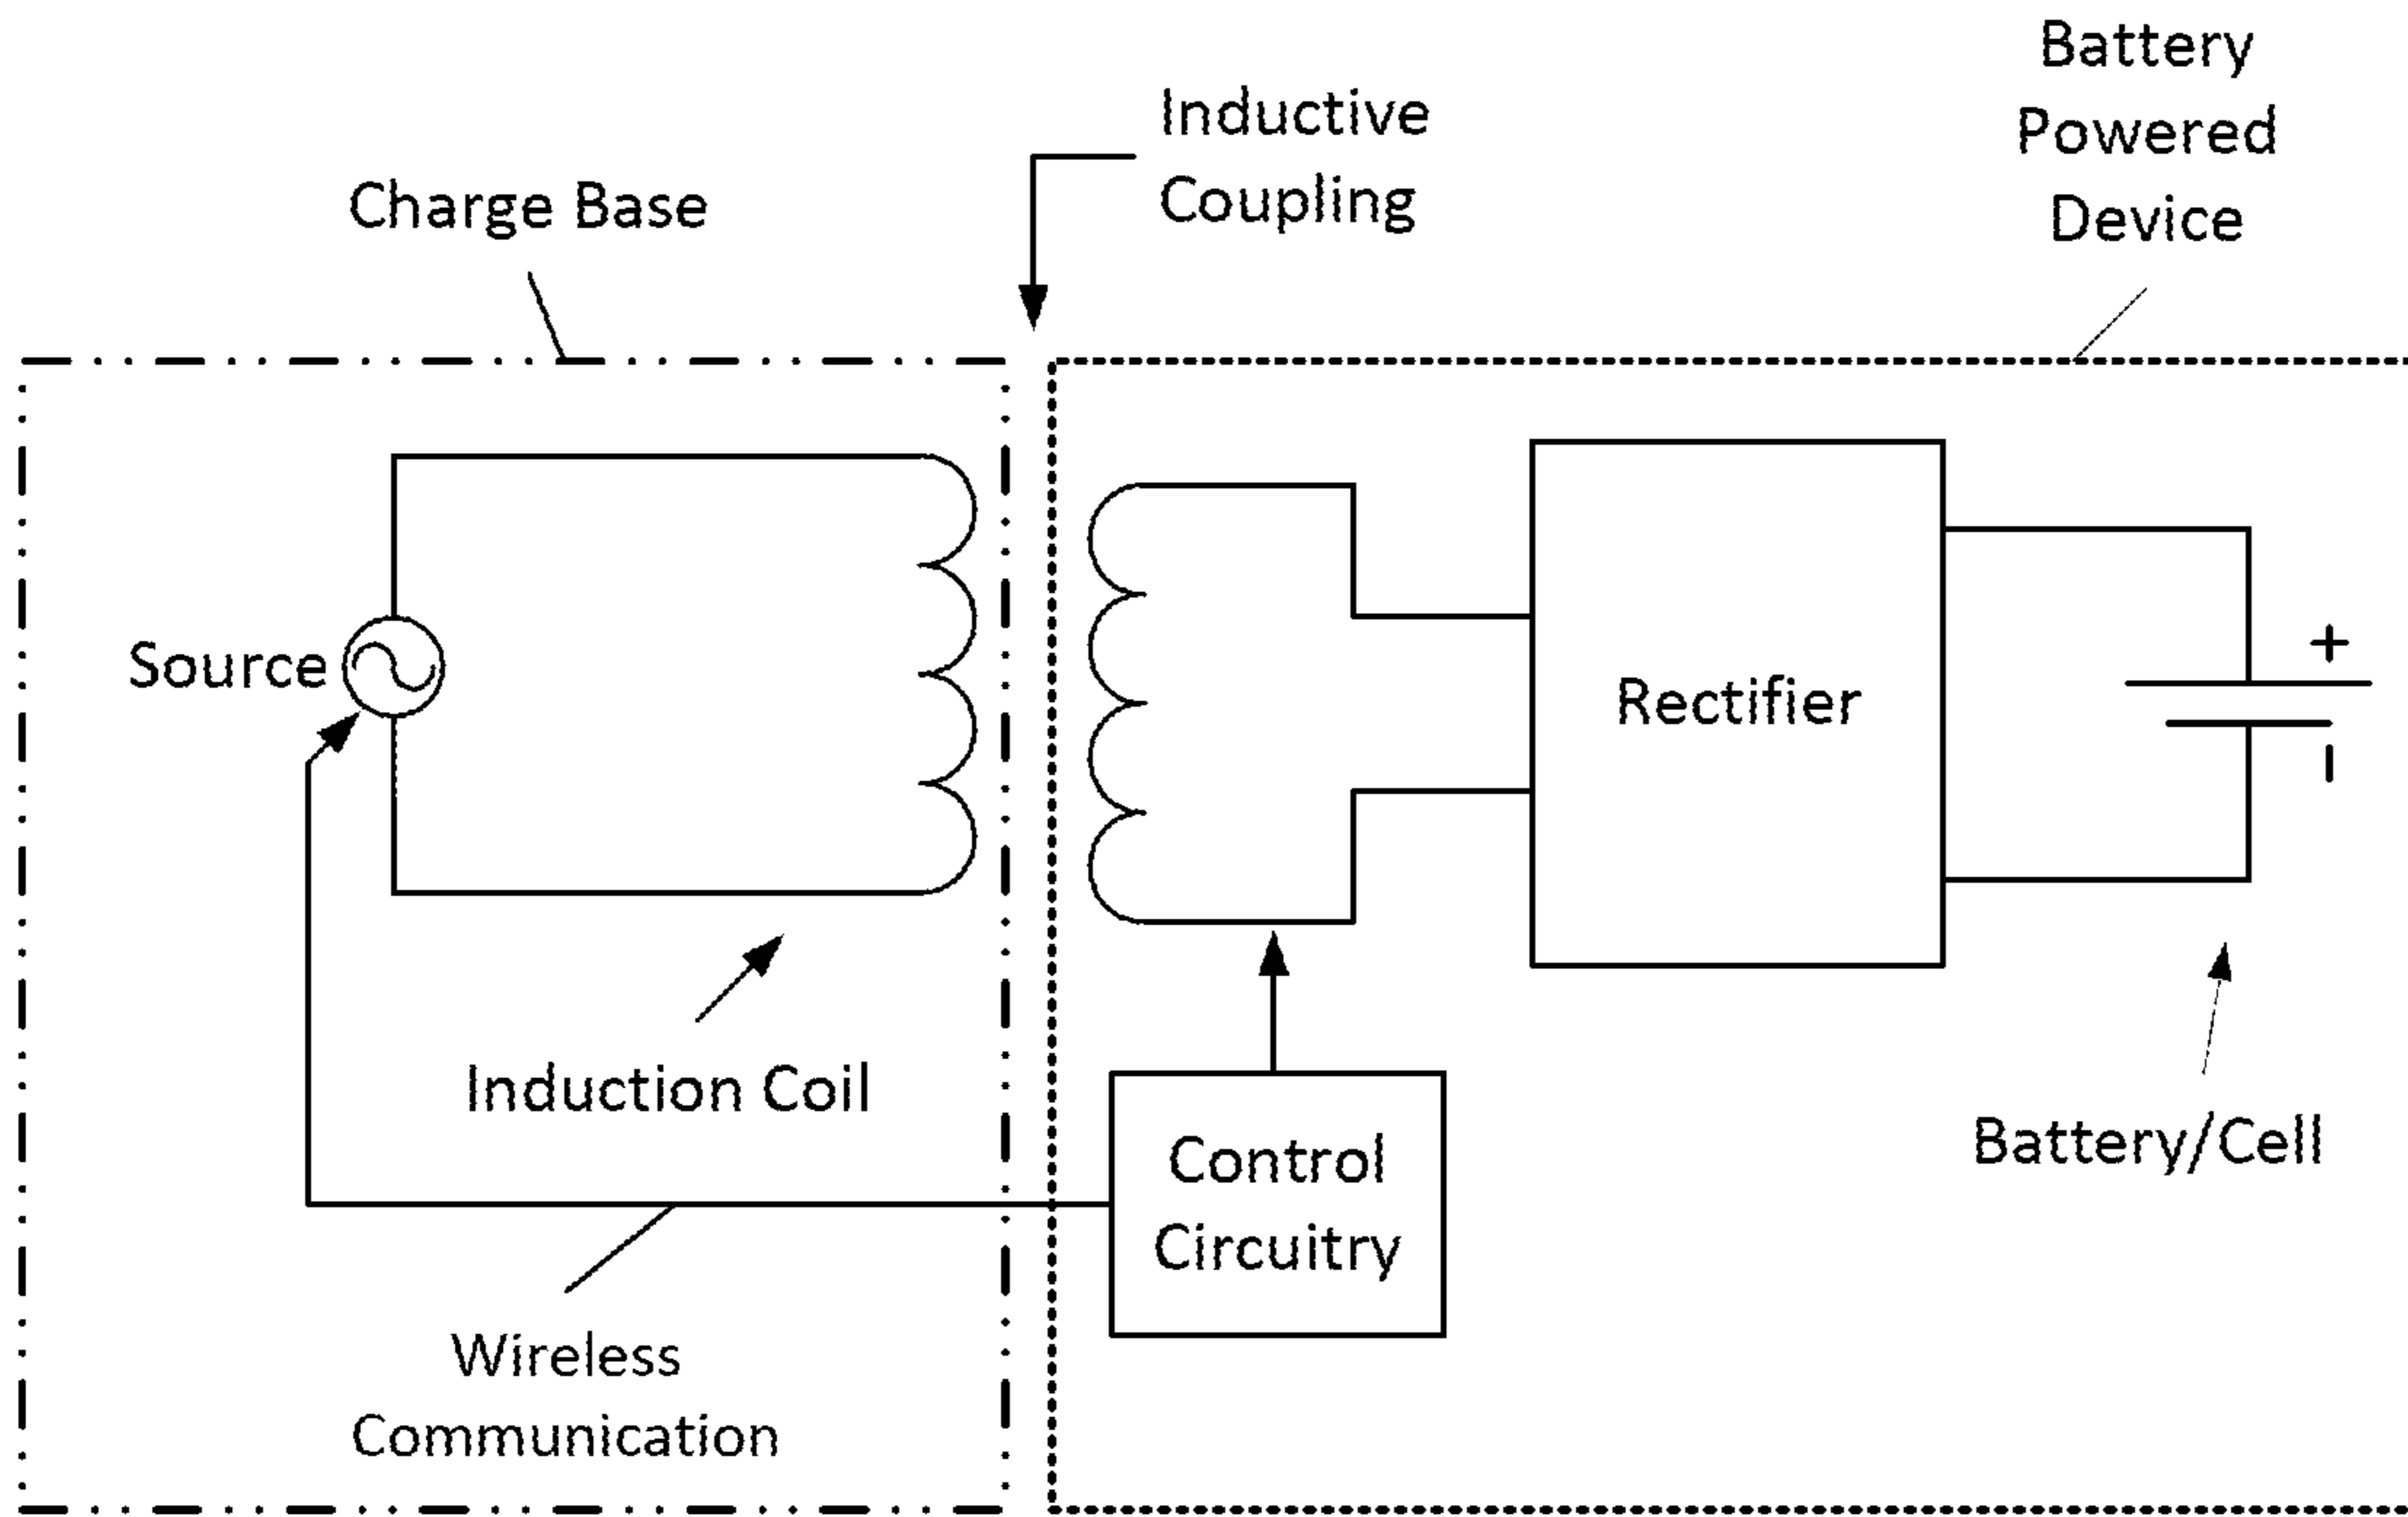 Battery
Powered
Device
Inductive
Coupling
Charge Base
Source
Rectifier
+
-
Induction Coil
Control
Circuitry
Battery/Cell
Wireless
Communication